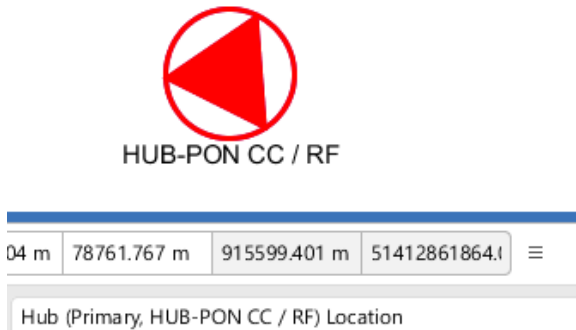 HUB-PON CC / RF
04 m 78761.767 m 915599.401 m 51412861864.
Hub (Primary, HUB-PON CC / RF) Location